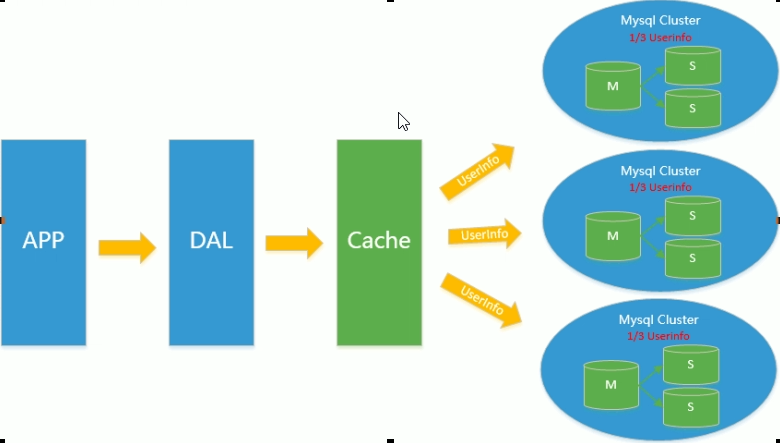 APP
DAL
Cache
UserInfo
UserInfo
UserInfo
Mysql Cluster
1/3 Userinfo
M
S
S
Mysql Cluster
1/3 Userinfo
M
S
S
Mysql Cluster
1/3 Userinfo
M
S
S